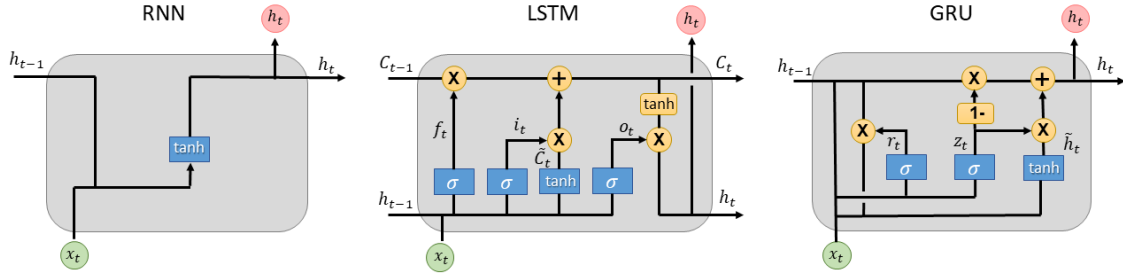 RNN
h_t
h_{t-1}
h_t
tanh
x_t
LSTM
h_t
C_{t-1}
C_t
X
+
tanh
f_t
i_t
o_t
X
X
C̃_t
σ
σ
tanh
σ
h_{t-1}
h_t
x_t
GRU
h_t
h_{t-1}
h_t
X
+
1-
X
r_t
z_t
X
h̃_t
σ
σ
tanh
x_t